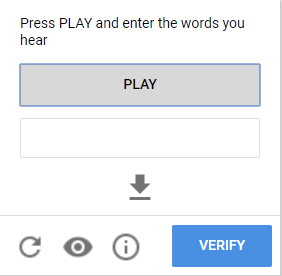 Press PLAY and enter the words you
hear
PLAY
VERIFY